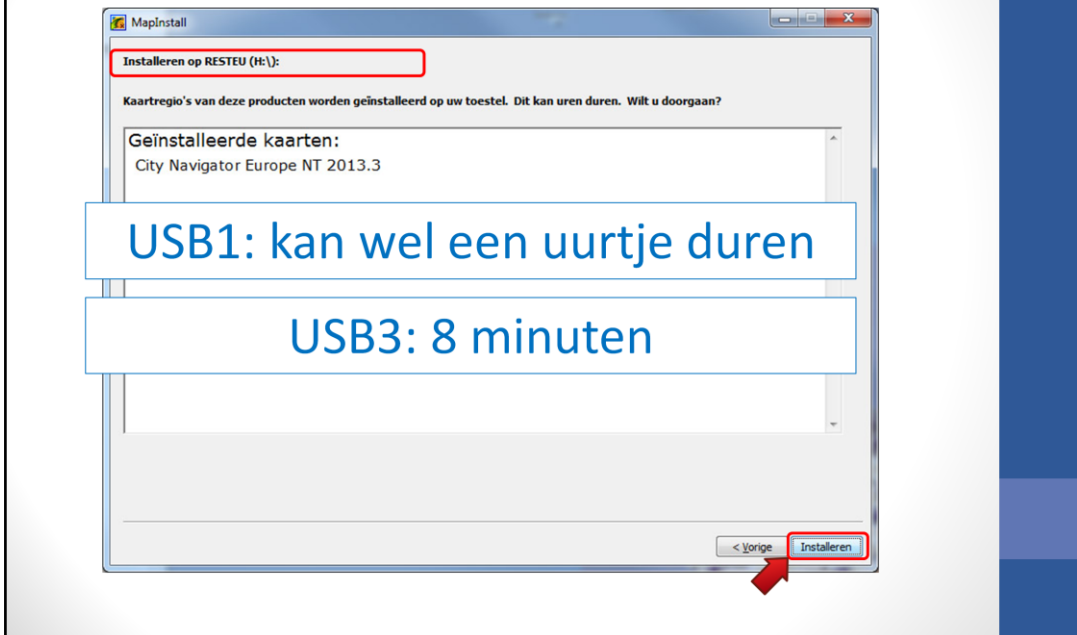 MapInstall
Installeren op RESTEU (H:\):
Kaartregio's van deze producten worden geïnstalleerd op uw toestel. Dit kan uren duren. Wilt u doorgaan?
Geïnstalleerde kaarten:
City Navigator Europe NT 2013.3
USB1: kan wel een uurtje duren
USB3: 8 minuten
< Vorige
Installeren